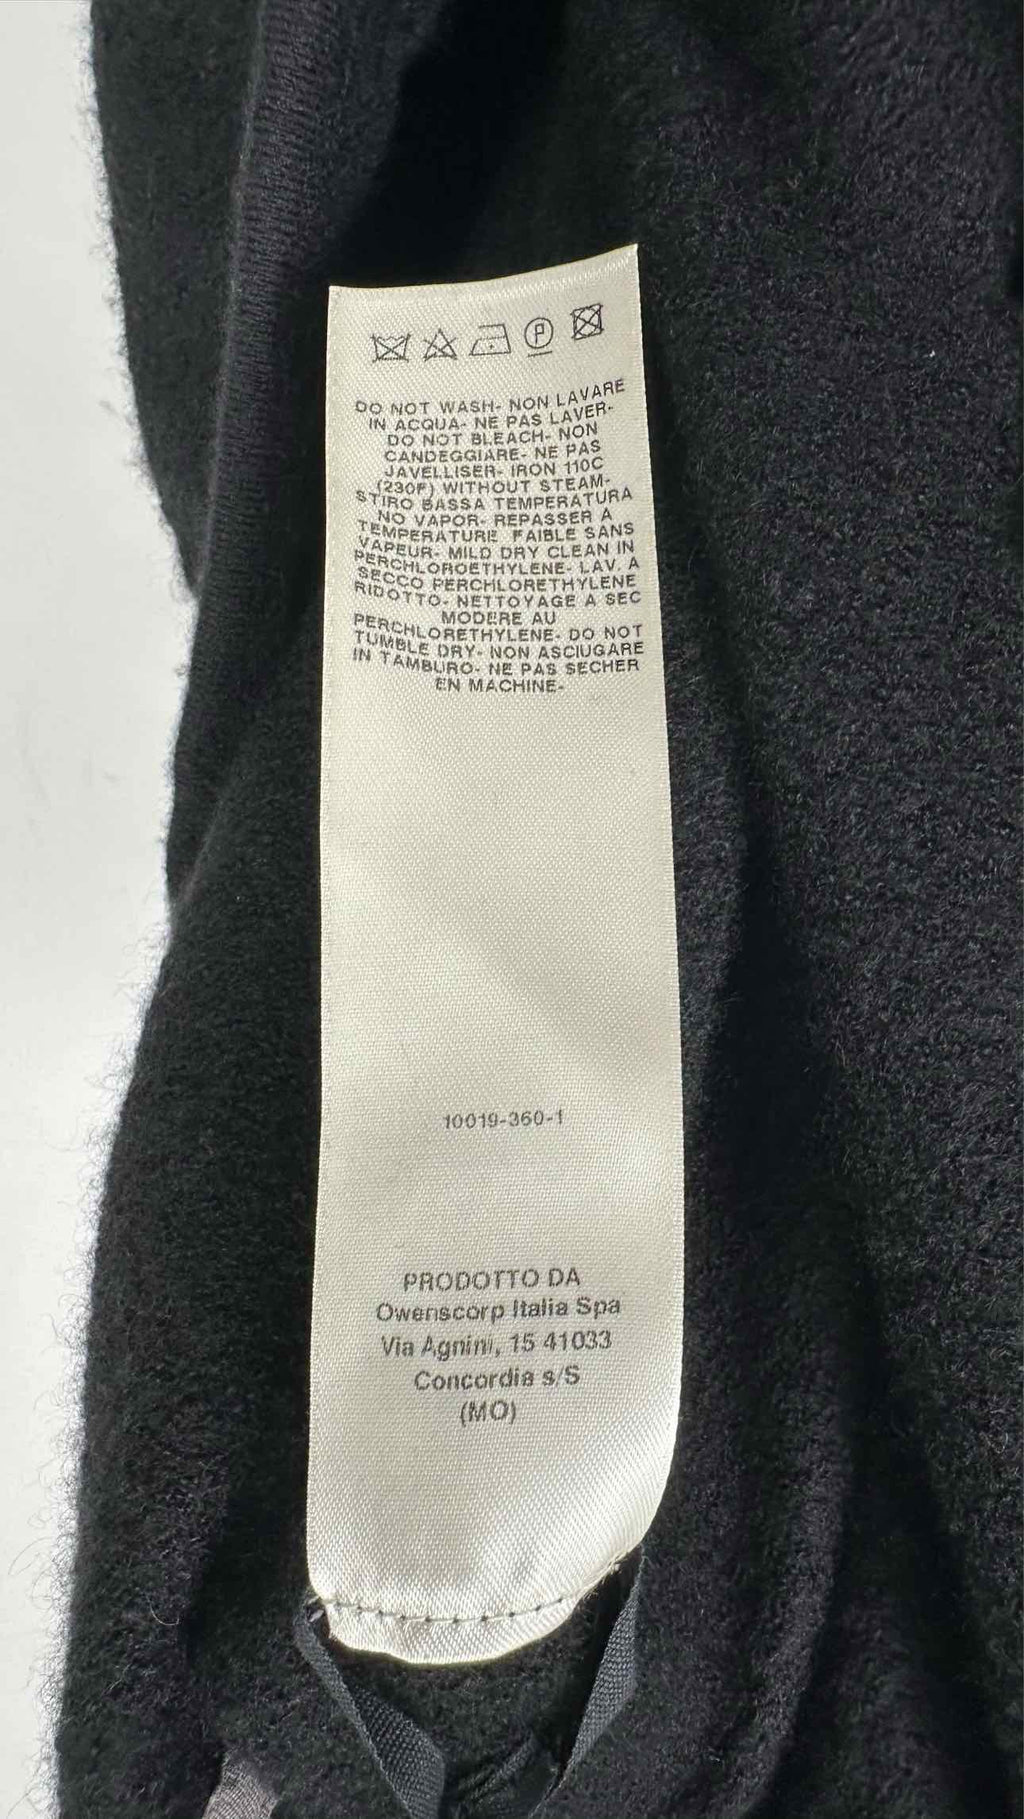 P
DO NOT WASH- NON LAVARE
IN ACQUA- NE PAS LAVER-
DO NOT BLEACH- NON
CANDEGGIARE- NE PAS
JAVELLISER- IRON 110C
(230F) WITHOUT STEAM-
STIRO BASSA TEMPERATURA
NO VAPOR- REPASSER A
TEMPERATURE FAIBLE SANS
VAPEUR- MILD DRY CLEAN IN
PERCHLOROETHYLENE- LAV. A
SECCO PERCHLORETHYLENE
RIDOTTO- NETTOYAGE A SEC
MODERE AU
PERCHLORETHYLENE- DO NOT
TUMBLE DRY- NON ASCIUGARE
IN TAMBURO- NE PAS SECHER
EN MACHINE-
10019-360-1
PRODOTTO DA
Owenscorp Italia Spa
Via Agnini, 15 41033
Concordia s/S
(MO)